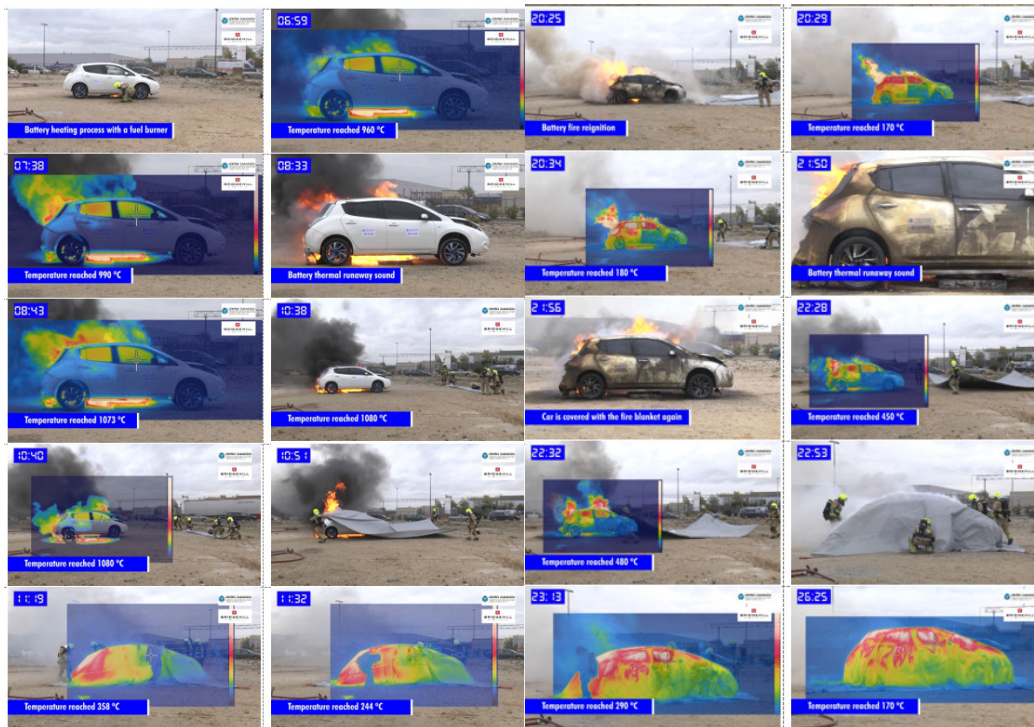 06:59
Battery heating process with a fuel burner
Temperature reached 960 °C
20:25
20:29
Battery fire reignition
Temperature reached 170 °C
07:38
08:33
Temperature reached 990 °C
Battery thermal runaway sound
20:34
21:50
Temperature reached 180 °C
Battery thermal runaway sound
08:43
10:38
Temperature reached 1073 °C
Temperature reached 1080 °C
21:56
22:28
Car is covered with the fire blanket again
Temperature reached 450 °C
10:40
10:51
Temperature reached 1080 °C
22:32
22:53
Temperature reached 480 °C
11:19
11:32
Temperature reached 358 °C
Temperature reached 244 °C
23:13
26:25
Temperature reached 290 °C
Temperature reached 170 °C
BRIDGEHILL